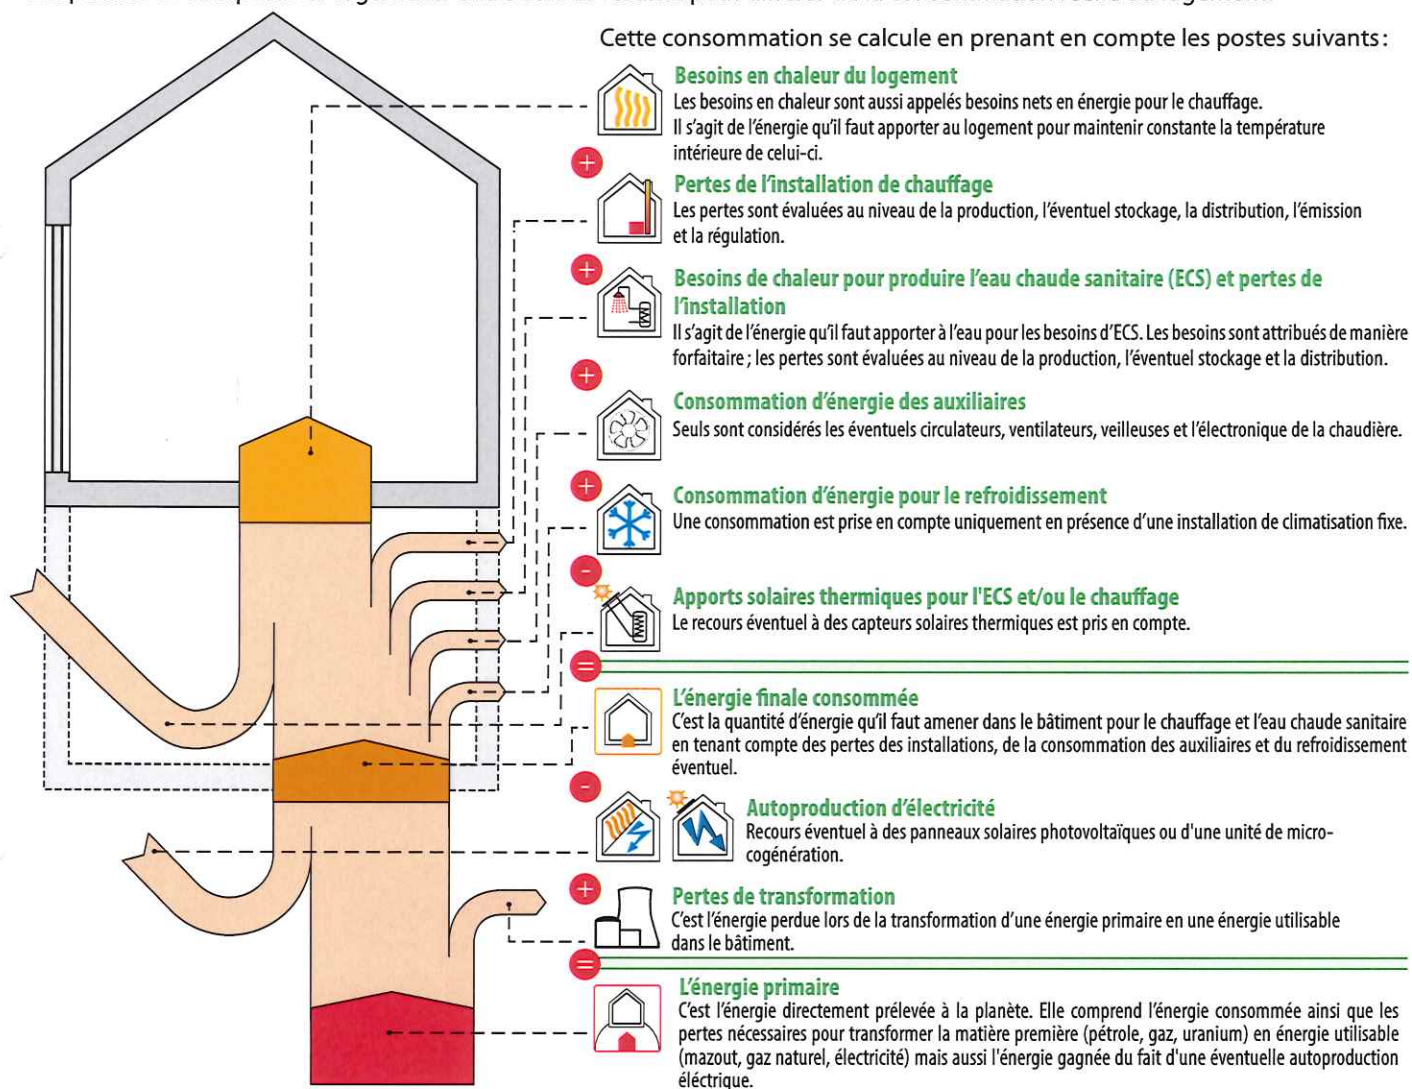 Cette consommation se calcule en prenant en compte les postes suivants :
Besoins en chaleur du logement
Les besoins en chaleur sont aussi appelés besoins nets en énergie pour le chauffage.
Il s'agit de l'énergie qu'il faut apporter au logement pour maintenir constante la température
intérieure de celui-ci.
+
Pertes de l'installation de chauffage
Les pertes sont évaluées au niveau de la production, l'éventuel stockage, la distribution, l'émission
et la régulation.
+
Besoins de chaleur pour produire l'eau chaude sanitaire (ECS) et pertes de
l'installation
Il s'agit de l'énergie qu'il faut apporter à l'eau pour les besoins d'ECS. Les besoins sont attribués de manière
forfaitaire ; les pertes sont évaluées au niveau de la production, l'éventuel stockage et la distribution.
+
Consommation d'énergie des auxiliaires
Seuls sont considérés les éventuels circulateurs, ventilateurs, veilleuses et l'électronique de la chaudière.
+
Consommation d'énergie pour le refroidissement
Une consommation est prise en compte uniquement en présence d'une installation de climatisation fixe.
-
Apports solaires thermiques pour l'ECS et/ou le chauffage
Le recours éventuel à des capteurs solaires thermiques est pris en compte.
=
L'énergie finale consommée
C'est la quantité d'énergie qu'il faut amener dans le bâtiment pour le chauffage et l'eau chaude sanitaire
en tenant compte des pertes des installations, de la consommation des auxiliaires et du refroidissement
éventuel.
-
Autoproduction d'électricité
Recours éventuel à des panneaux solaires photovoltaïques ou d'une unité de micro-
cogénération.
+
Pertes de transformation
C'est l'énergie perdue lors de la transformation d'une énergie primaire en une énergie utilisable
dans le bâtiment.
=
L'énergie primaire
C'est l'énergie directement prélevée à la planète. Elle comprend l'énergie consommée ainsi que les
pertes nécessaires pour transformer la matière première (pétrole, gaz, uranium) en énergie utilisable
(mazout, gaz naturel, électricité) mais aussi l'énergie gagnée du fait d'une éventuelle autoproduction
éléctrique.